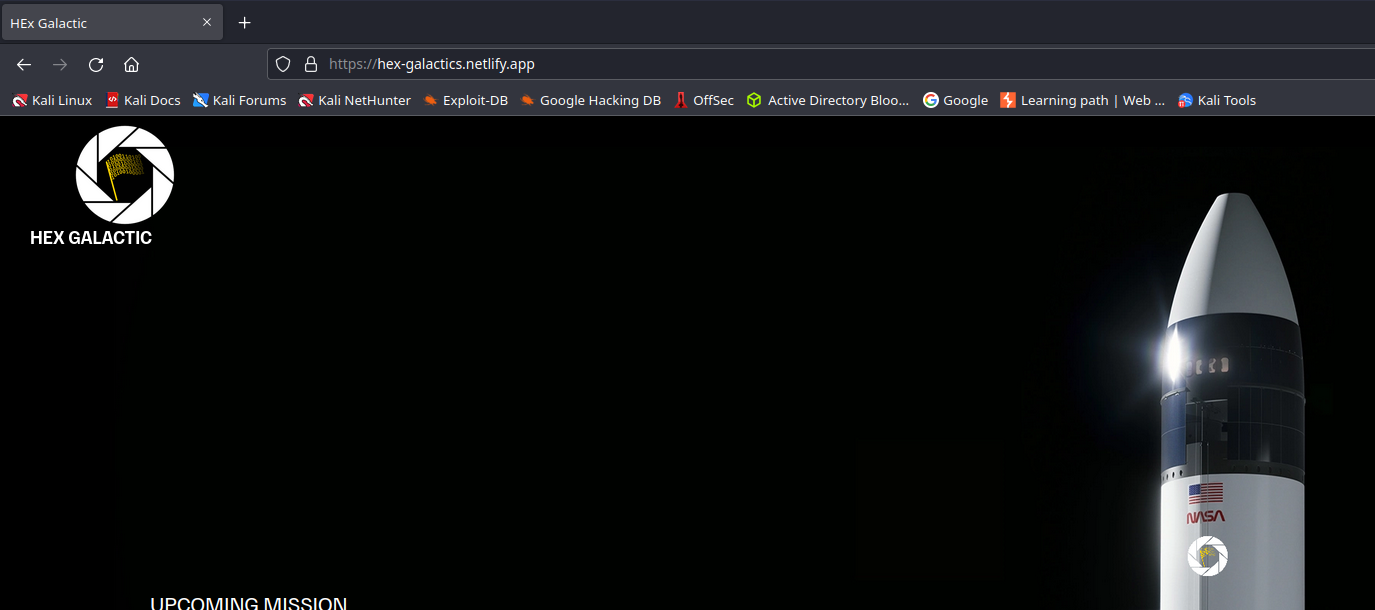 HEx Galactic
https://hex-galactics.netlify.app
Kali Linux Kali Docs Kali Forums Kali NetHunter Exploit-DB Google Hacking DB OffSec Active Directory Bloo... Google Learning path | Web ... Kali Tools
HEX GALACTIC
NASA
UPCOMING MISSION